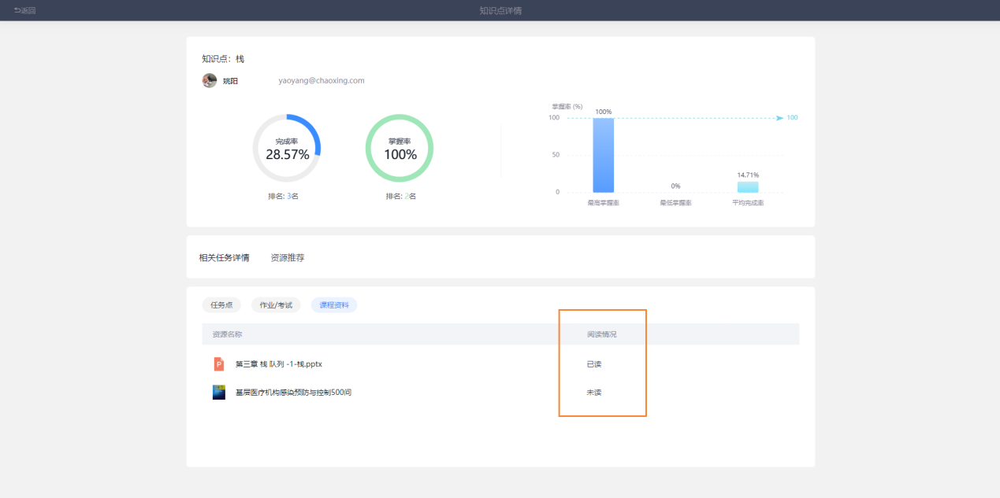 返回
知识点详情
知识点：栈
姚阳 yaoyang@chaoxing.com
完成率
28.57%
排名: 3名
掌握率
100%
排名: 2名
掌握率 (%)
100
50
0
100%
0%
14.71%
100
最高掌握率 最低掌握率 平均完成率
相关任务详情 资源推荐
任务点 作业/考试 课程资料
资源名称 阅读情况
P 第三章 栈 队列 -1-栈.pptx 已读
基层医疗机构感染预防与控制500问 未读